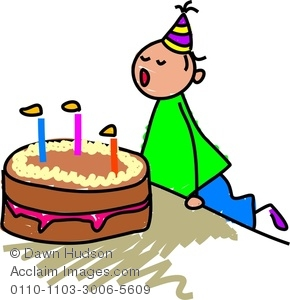 © Dawn Hudson
Acclaim Images.com
0110-1103-3006-5609